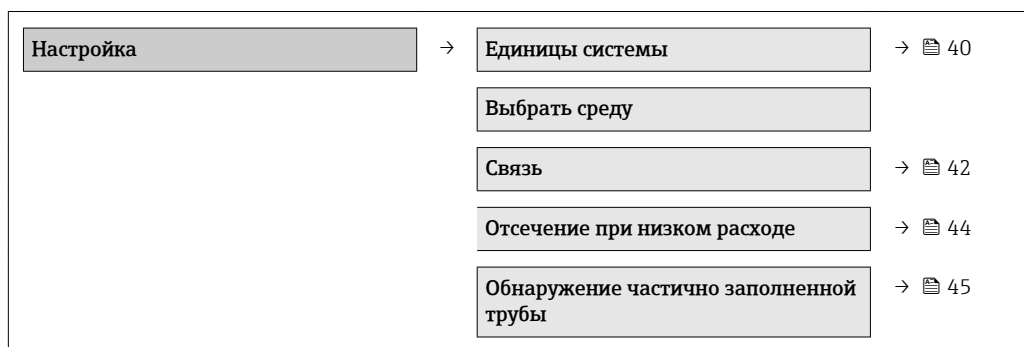 Настройка → Единицы системы → 40
Выбрать среду
Связь → 42
Отсечение при низком расходе → 44
Обнаружение частично заполненной → 45
трубы